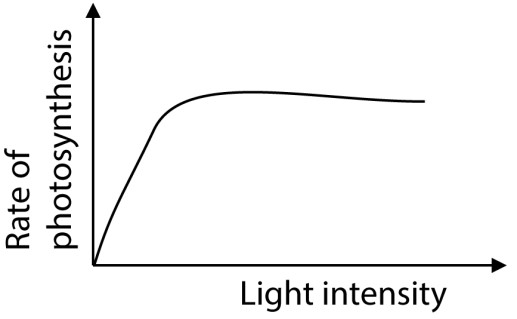 Rate of
photosynthesis
Light intensity